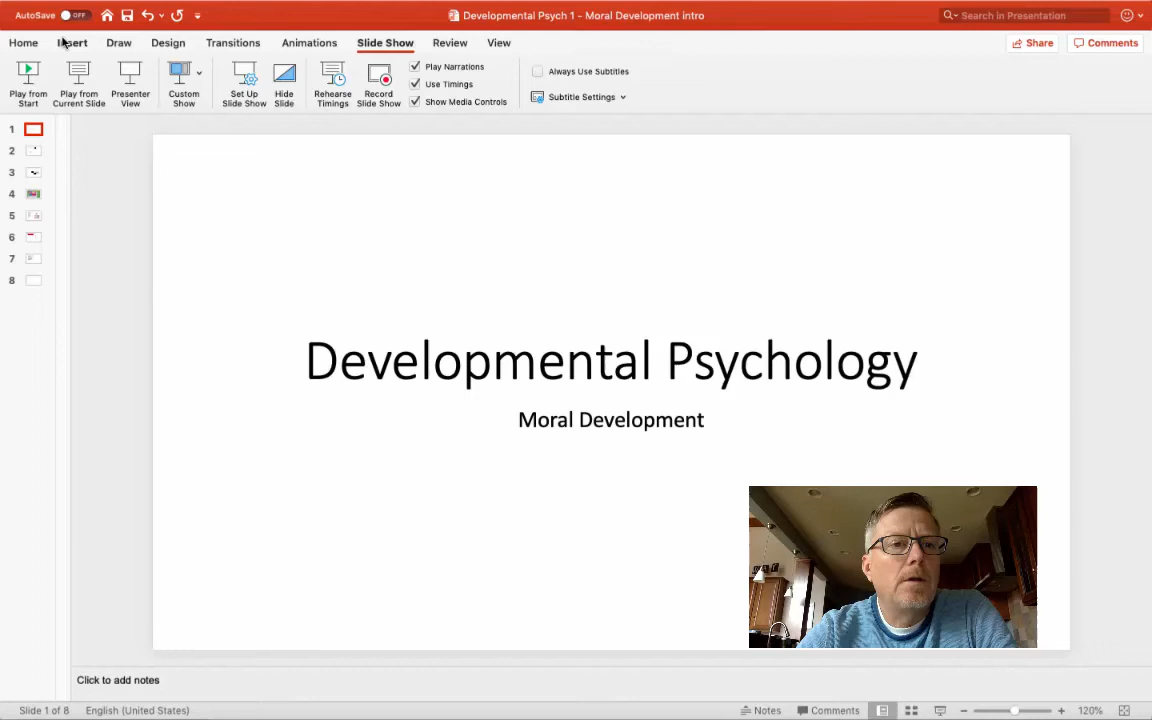 AutoSave OFF
Developmental Psych 1 - Moral Development intro
Search in Presentation
Home Insert Draw Design Transitions Animations Slide Show Review View
Share Comments
Play from Start
Play from Current Slide
Presenter View
Custom Show
Set Up Slide Show
Hide Slide
Rehearse Timings
Record Slide Show
Play Narrations
Use Timings
Show Media Controls
Always Use Subtitles
Subtitle Settings
1
2
3
4
5
6
7
8
Developmental Psychology
Moral Development
Click to add notes
Slide 1 of 8 English (United States) Notes Comments 120%